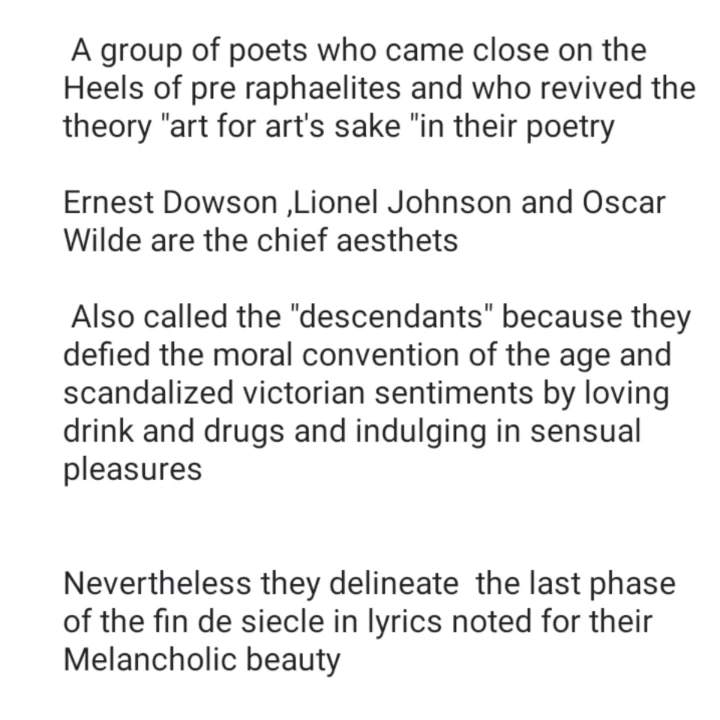 A group of poets who came close on the
Heels of pre raphaelites and who revived the
theory "art for art's sake "in their poetry
Ernest Dowson ,Lionel Johnson and Oscar
Wilde are the chief aesthets
Also called the "descendants" because they
defied the moral convention of the age and
scandalized victorian sentiments by loving
drink and drugs and indulging in sensual
pleasures
Nevertheless they delineate  the last phase
of the fin de siecle in lyrics noted for their
Melancholic beauty